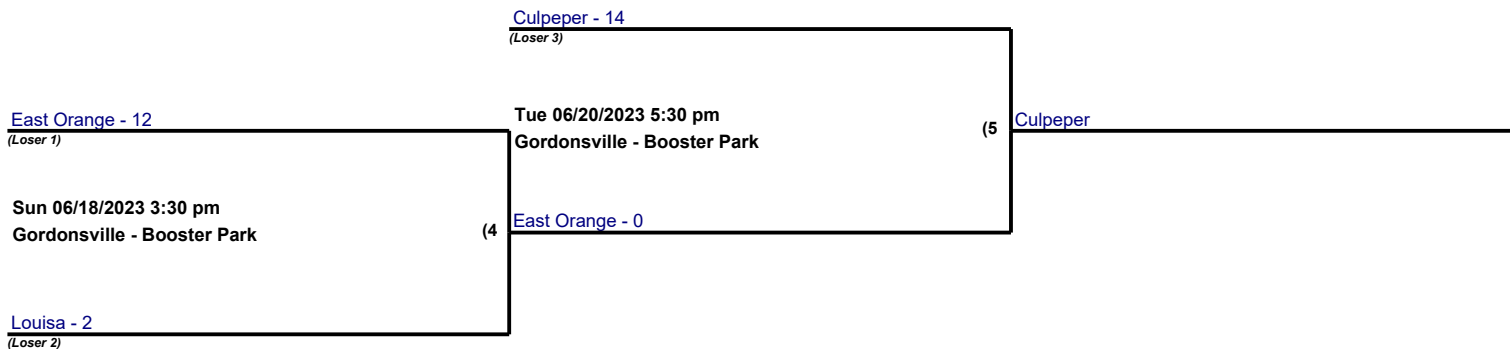 Culpeper - 14
(Loser 3)
East Orange - 12
(Loser 1)
Tue 06/20/2023 5:30 pm
Gordonsville - Booster Park
(5
Culpeper
Sun 06/18/2023 3:30 pm
Gordonsville - Booster Park
(4
East Orange - 0
Louisa - 2
(Loser 2)